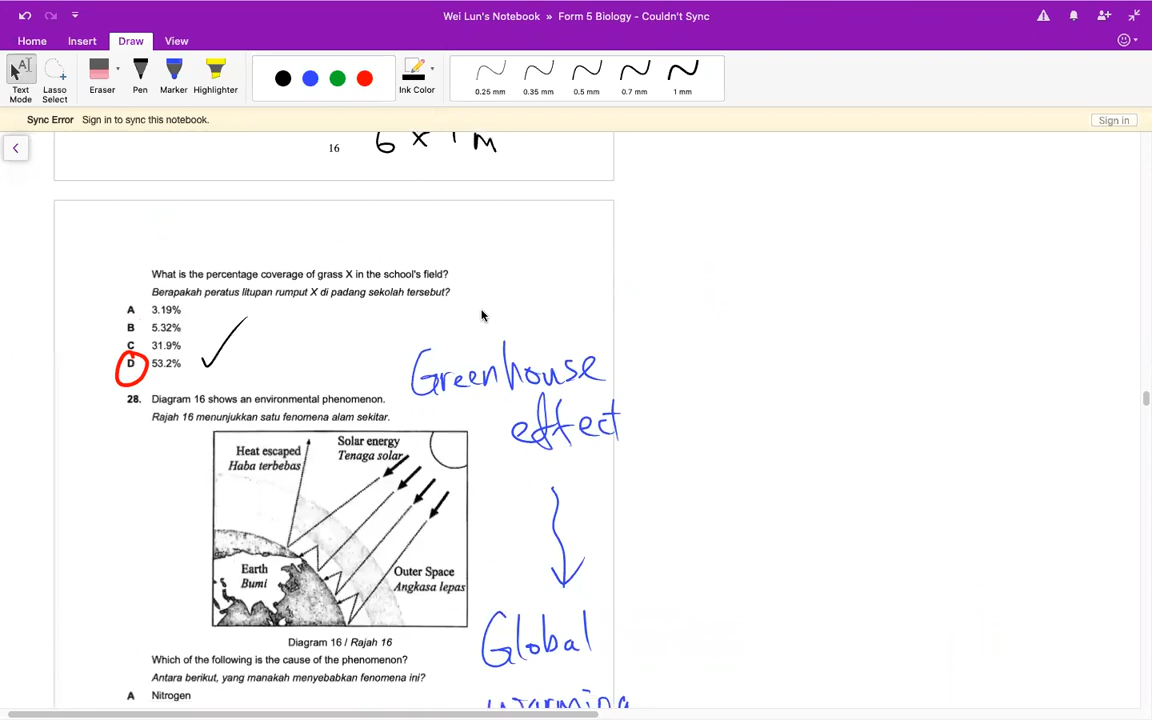 Wei Lun's Notebook » Form 5 Biology - Couldn't Sync
Home Insert Draw View
Text Mode
Lasso Select
Eraser
Pen
Marker
Highlighter
Ink Color
0.25 mm
0.35 mm
0.5 mm
0.7 mm
1 mm
Sync Error Sign in to sync this notebook.
Sign in
16
6 x 1 m
What is the percentage coverage of grass X in the school's field?
Berapakah peratus litupan rumput X di padang sekolah tersebut?
A 3.19%
B 5.32%
C 31.9%
D 53.2%
Greenhouse
effect
28. Diagram 16 shows an environmental phenomenon.
Rajah 16 menunjukkan satu fenomena alam sekitar.
Heat escaped
Haba terbebas
Solar energy
Tenaga solar
Earth
Bumi
Outer Space
Angkasa lepas
Diagram 16 / Rajah 16
Global
warming
Which of the following is the cause of the phenomenon?
Antara berikut, yang manakah menyebabkan fenomena ini?
A Nitrogen